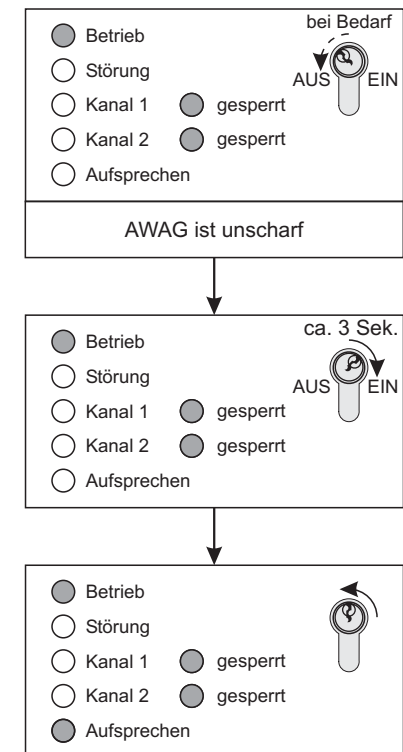 bei Bedarf
Betrieb
AUS EIN
Störung
Kanal 1 gesperrt
Kanal 2 gesperrt
Aufsprechen
AWAG ist unscharf
ca. 3 Sek.
Betrieb
Störung
AUS EIN
Kanal 1 gesperrt
Kanal 2 gesperrt
Aufsprechen
Betrieb
Störung
Kanal 1 gesperrt
Kanal 2 gesperrt
Aufsprechen